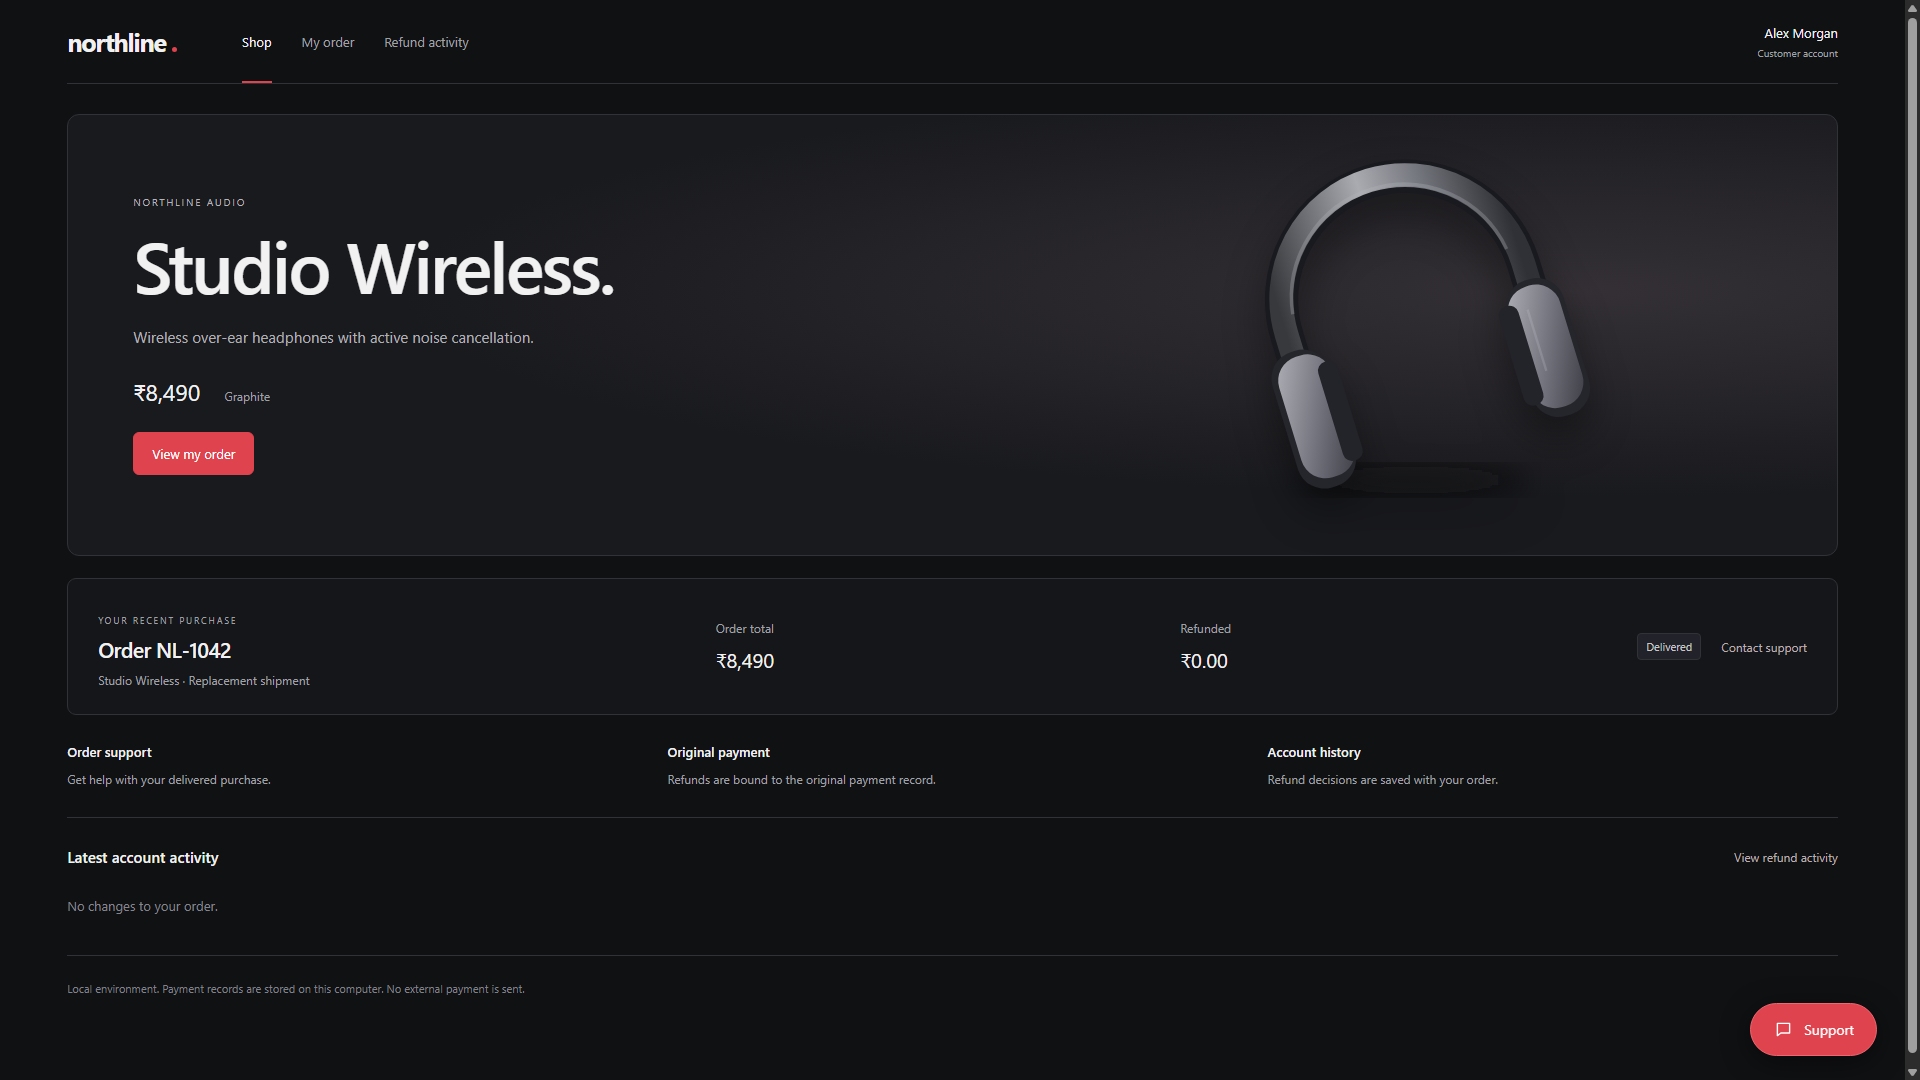 northline.
Shop
My order
Refund activity
Alex Morgan
Customer account
NORTHLINE AUDIO
Studio Wireless.
Wireless over-ear headphones with active noise cancellation.
₹8,490
Graphite
View my order
YOUR RECENT PURCHASE
Order NL-1042
Studio Wireless · Replacement shipment
Order total
₹8,490
Refunded
₹0.00
Delivered
Contact support
Order support
Get help with your delivered purchase.
Original payment
Refunds are bound to the original payment record.
Account history
Refund decisions are saved with your order.
Latest account activity
View refund activity
No changes to your order.
Local environment. Payment records are stored on this computer. No external payment is sent.
Support